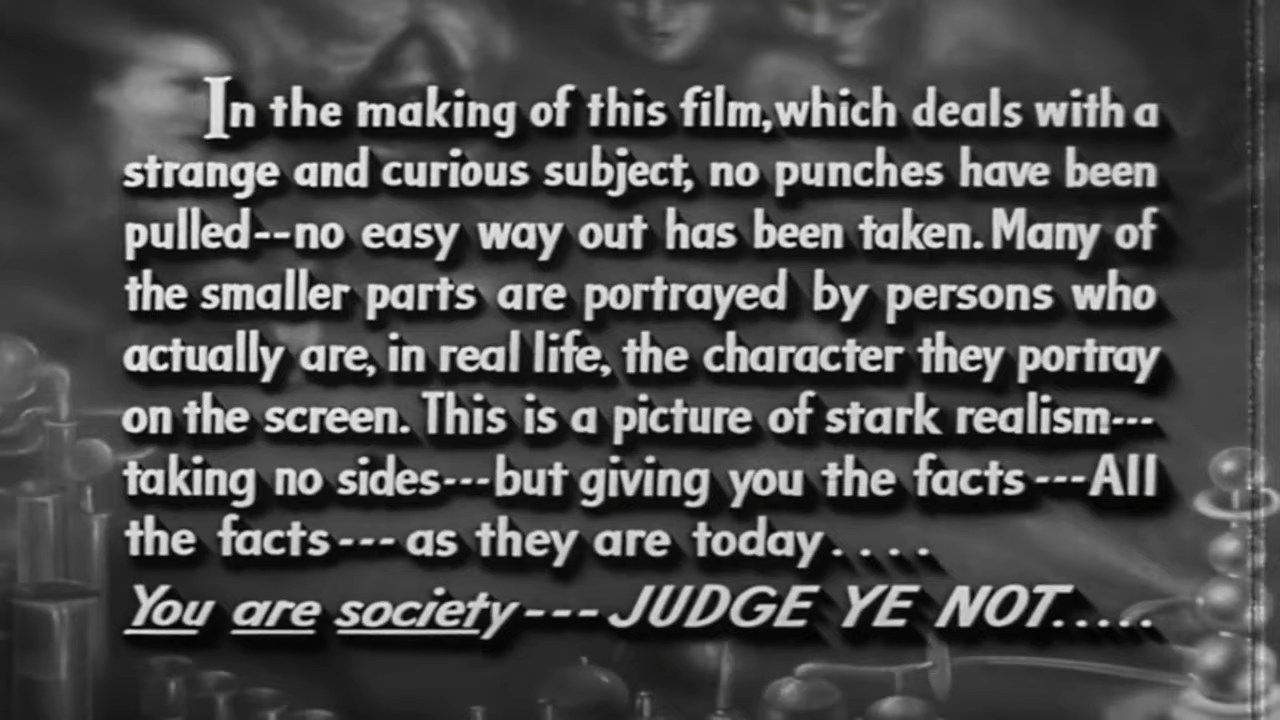 In the making of this film, which deals with a
strange and curious subject, no punches have been
pulled--no easy way out has been taken. Many of
the smaller parts are portrayed by persons who
actually are, in real life, the character they portray
on the screen. This is a picture of stark realism---
taking no sides---but giving you the facts---All
the facts---as they are today....
You are society---JUDGE YE NOT.....